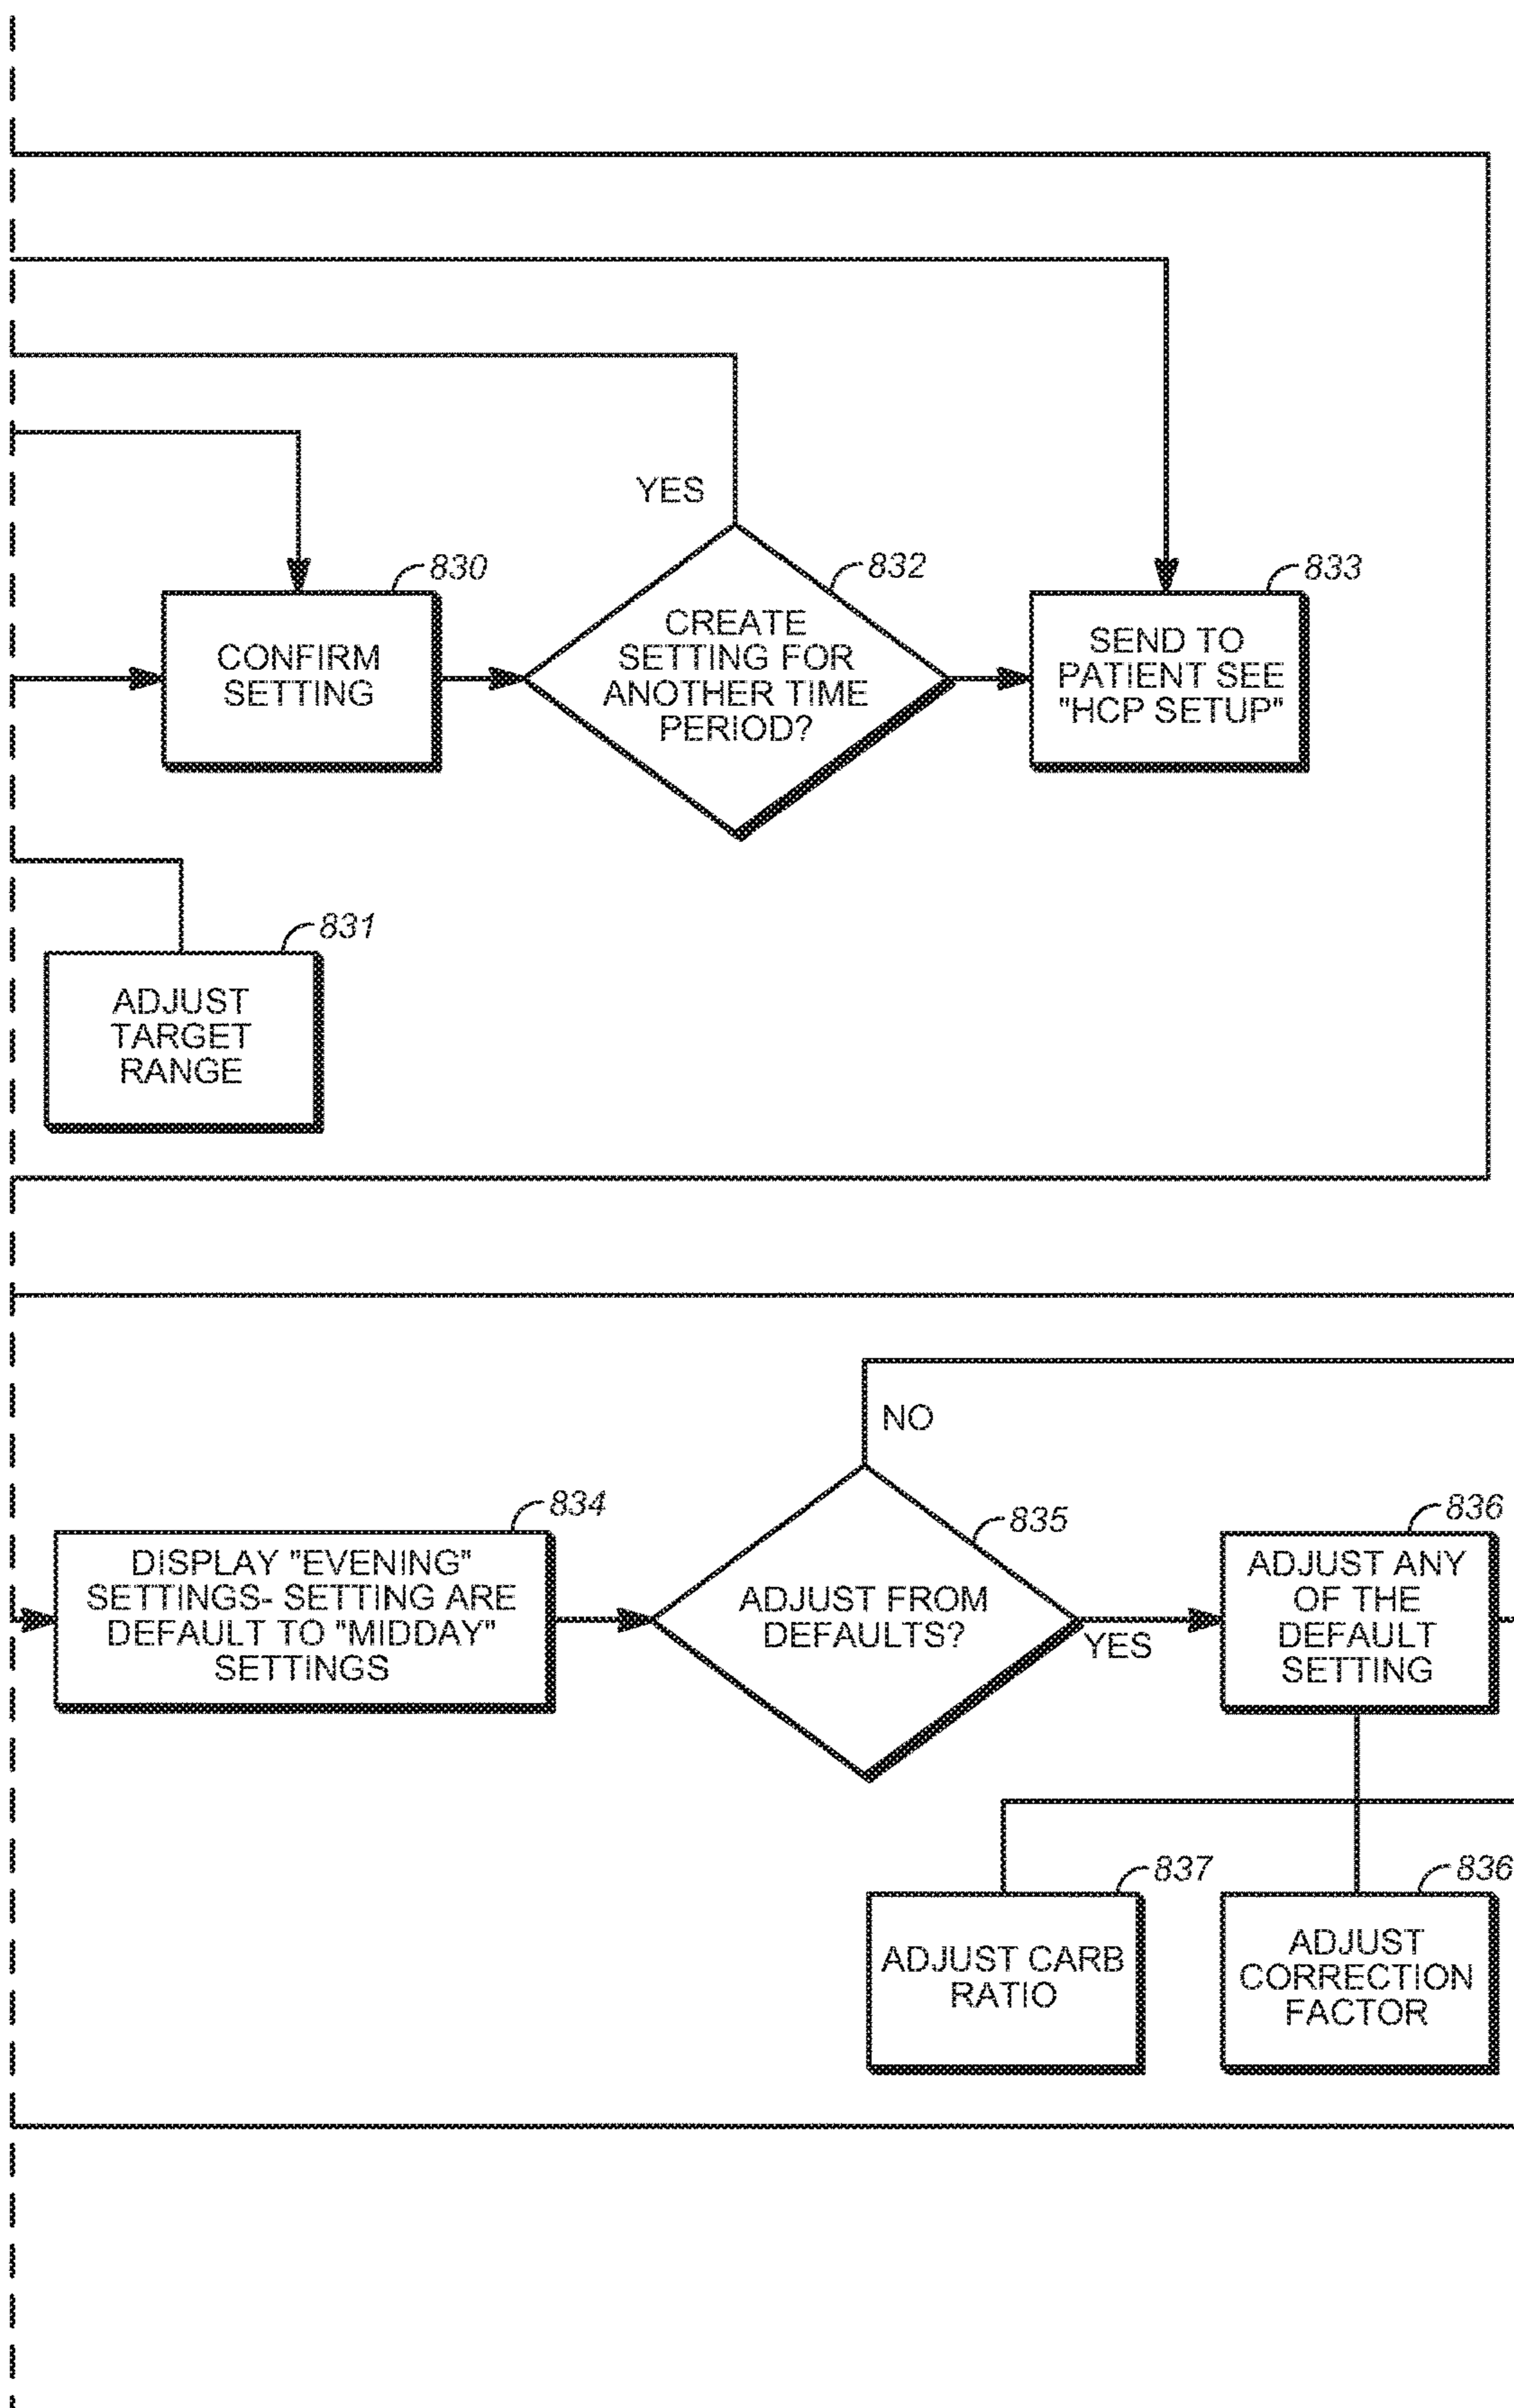 YES
830
832
833
CONFIRM
SETTING
CREATE
SETTING FOR
ANOTHER TIME
PERIOD?
SEND TO
PATIENT SEE
"HCP SETUP"
831
ADJUST
TARGET
RANGE
NO
834
835
836
DISPLAY "EVENING"
SETTINGS- SETTING ARE
DEFAULT TO "MIDDAY"
SETTINGS
ADJUST FROM
DEFAULTS?
YES
ADJUST ANY
OF THE
DEFAULT
SETTING
837
836
ADJUST CARB
RATIO
ADJUST
CORRECTION
FACTOR